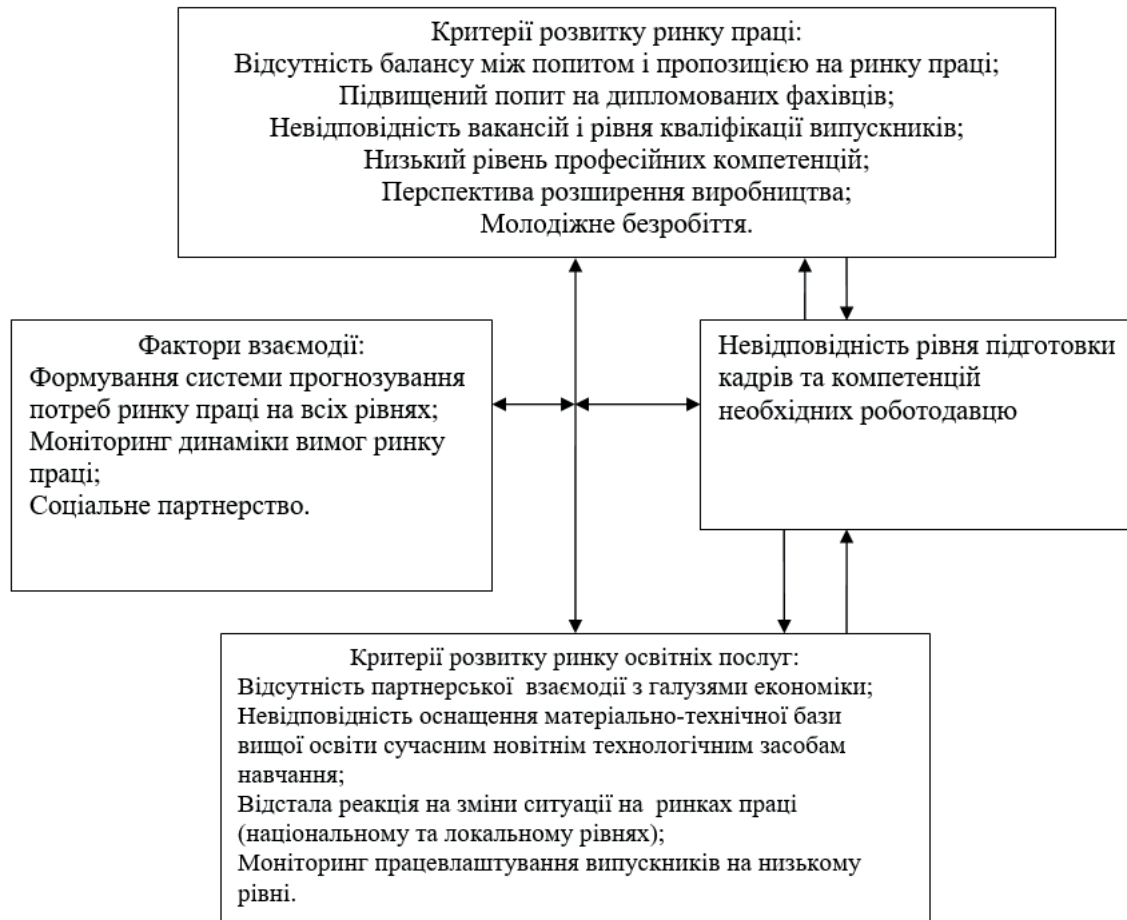 Критерії розвитку ринку праці:
Відсутність балансу між попитом і пропозицією на ринку праці;
Підвищений попит на дипломованих фахівців;
Невідповідність вакансій і рівня кваліфікації випускників;
Низький рівень професійних компетенцій;
Перспектива розширення виробництва;
Молодіжне безробіття.
Фактори взаємодії:
Формування системи прогнозування
потреб ринку праці на всіх рівнях;
Моніторинг динаміки вимог ринку
праці;
Соціальне партнерство.
Невідповідність рівня підготовки
кадрів та компетенцій
необхідних роботодавцю
Критерії розвитку ринку освітніх послуг:
Відсутність партнерської взаємодії з галузями економіки;
Невідповідність оснащення матеріально-технічної бази
вищої освіти сучасним новітнім технологічним засобам
навчання;
Відстала реакція на зміни ситуації на ринках праці
(національному та локальному рівнях);
Моніторинг працевлаштування випускників на низькому
рівні.